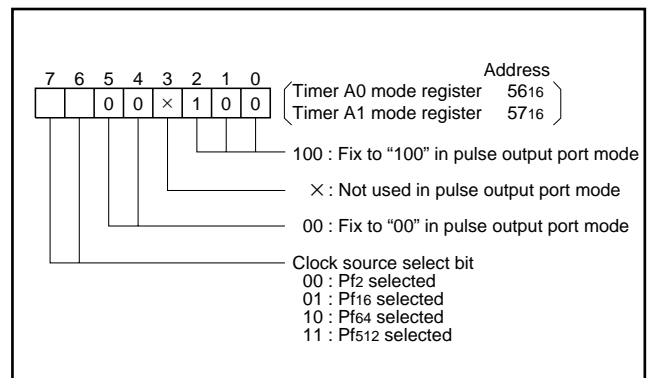 Address
7 6 5 4 3 2 1 0
0 0 × 1 0 0
Timer A0 mode register 5616
Timer A1 mode register 5716
100 : Fix to “100” in pulse output port mode
× : Not used in pulse output port mode
00 : Fix to “00” in pulse output port mode
Clock source select bit
00 : Pf2 selected
01 : Pf16 selected
10 : Pf64 selected
11 : Pf512 selected